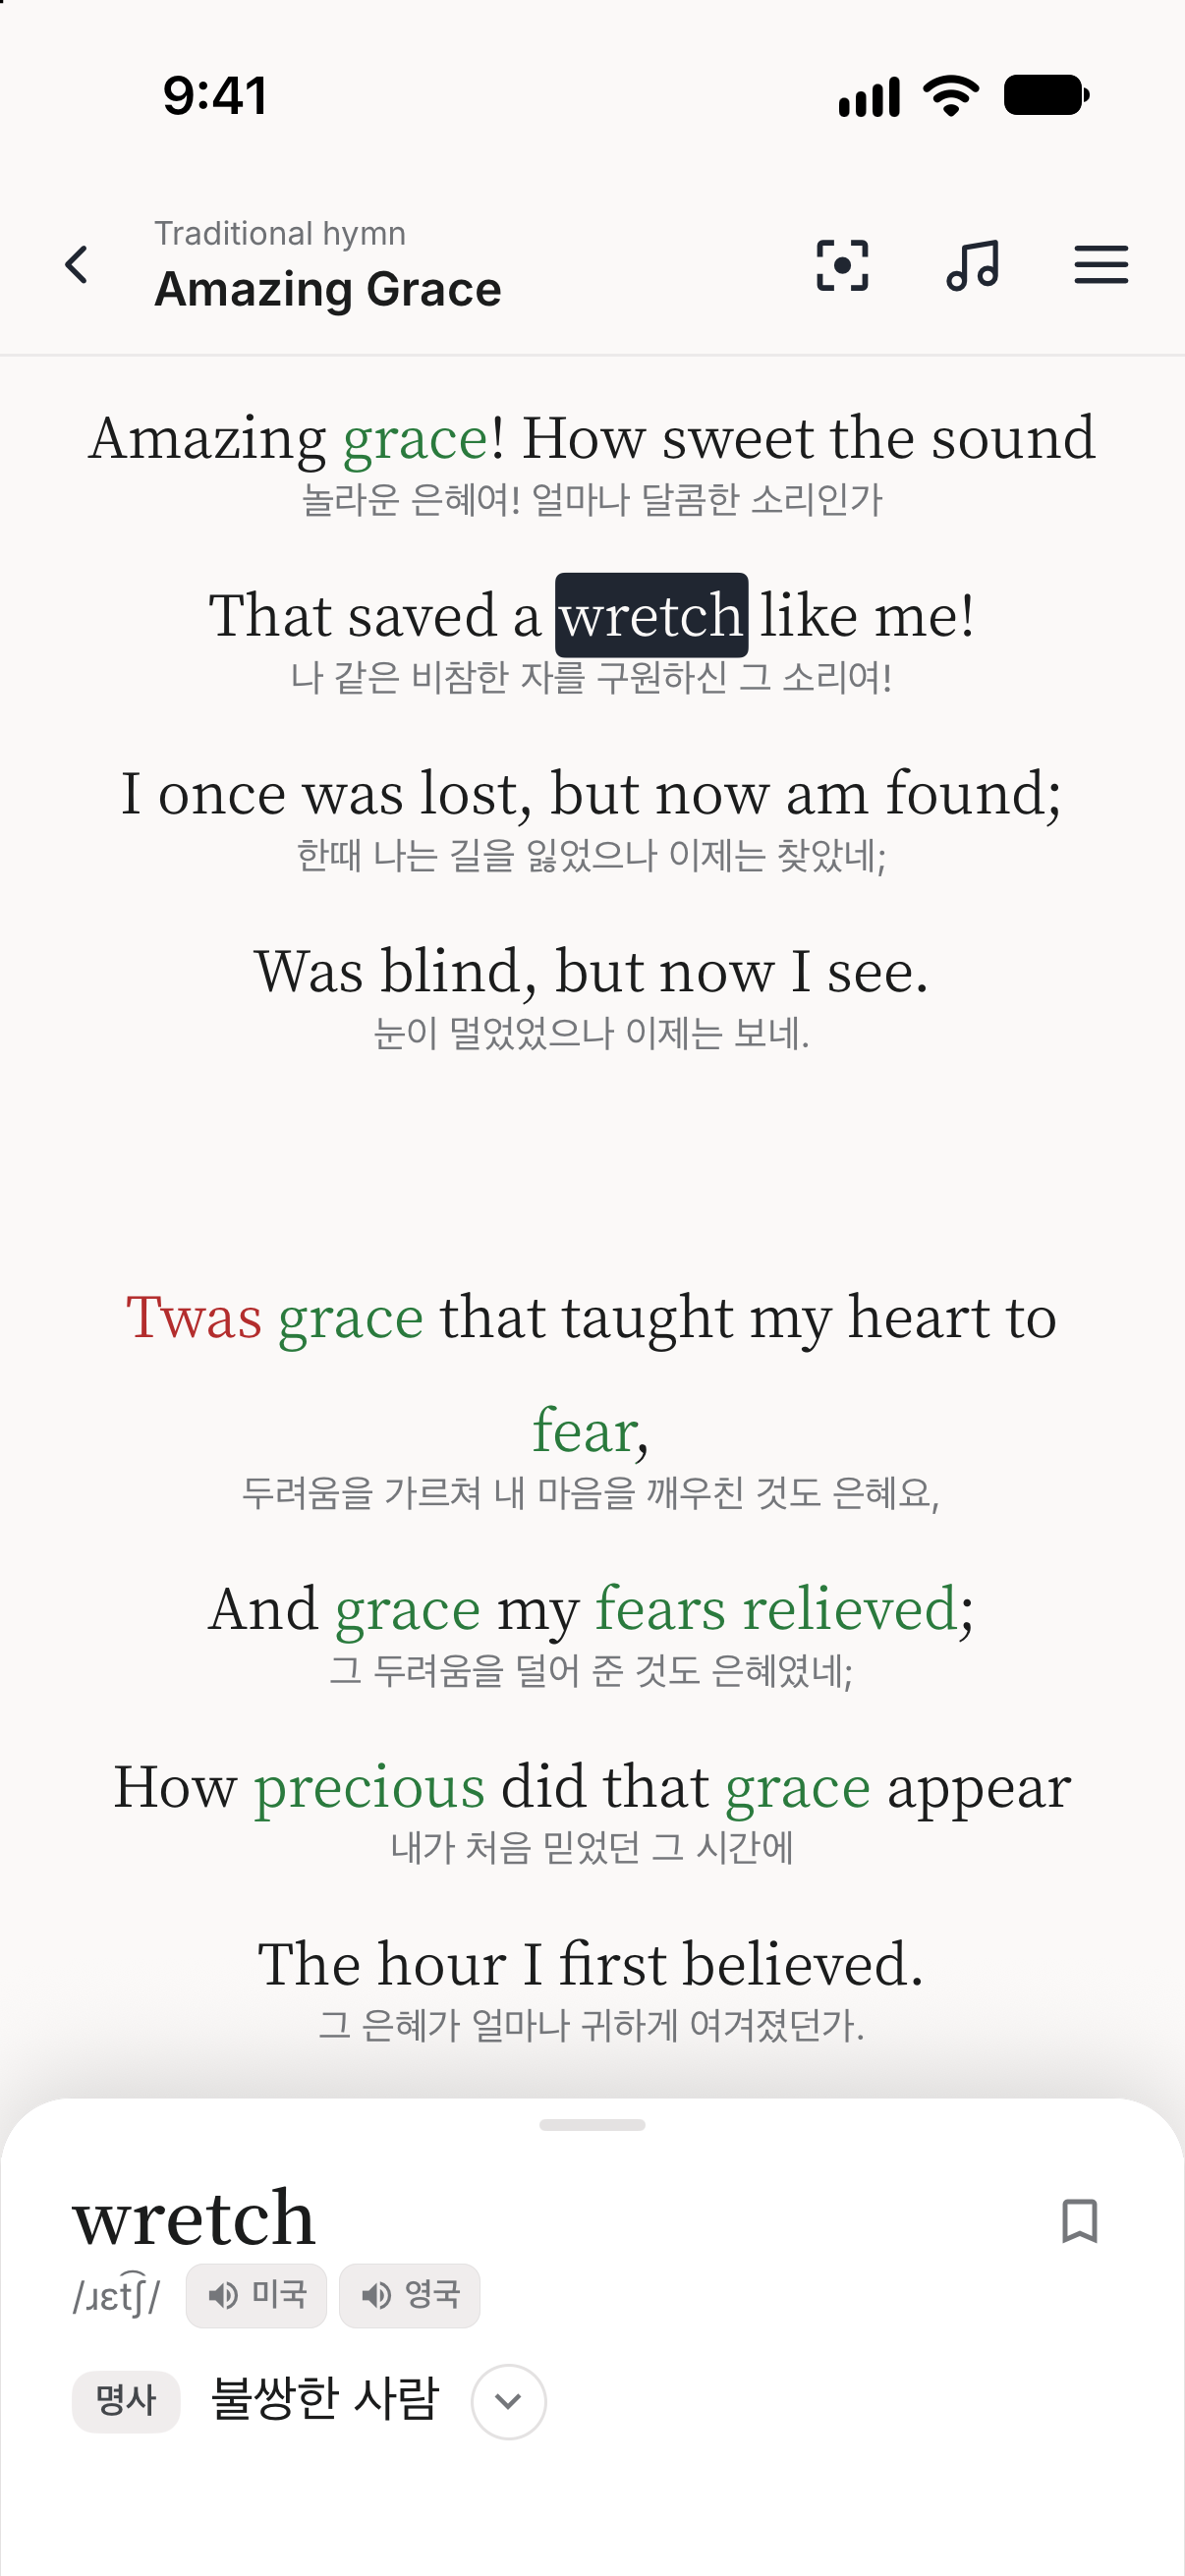 9:41
Traditional hymn
Amazing Grace
Amazing grace! How sweet the sound
놀라운 은혜여! 얼마나 달콤한 소리인가
That saved a wretch like me!
나 같은 비참한 자를 구원하신 그 소리여!
I once was lost, but now am found;
한때 나는 길을 잃었으나 이제는 찾았네;
Was blind, but now I see.
눈이 멀었었으나 이제는 보네.
Twas grace that taught my heart to
fear,
두려움을 가르쳐 내 마음을 깨우친 것도 은혜요,
And grace my fears relieved;
그 두려움을 덜어 준 것도 은혜였네;
How precious did that grace appear
내가 처음 믿었던 그 시간에
The hour I first believed.
그 은혜가 얼마나 귀하게 여겨졌던가.
wretch
/ɹɛt͡ʃ/ 미국 영국
명사 불쌍한 사람